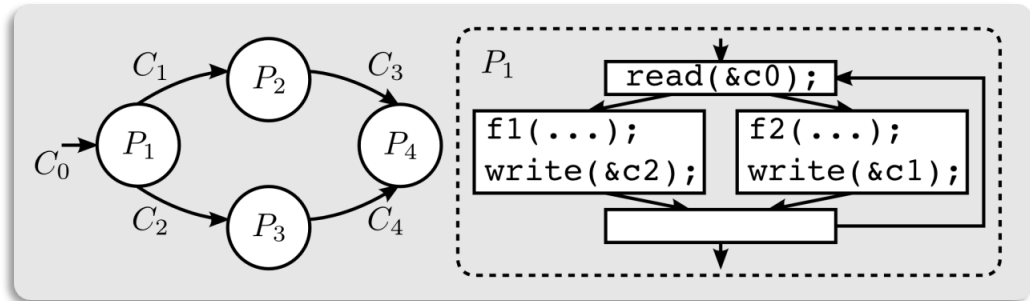 C₁
P₂
C₃
C₀
P₁
P₄
C₂
P₃
C₄
P₁
read(&c0);
f1(...);
write(&c2);
f2(...);
write(&c1);